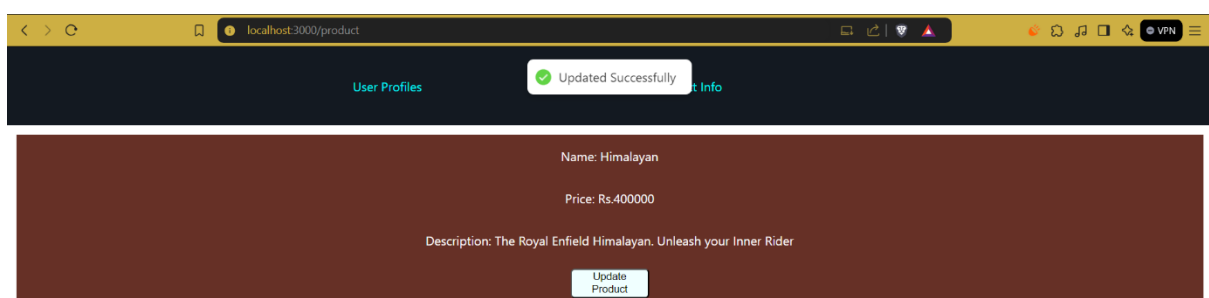 localhost:3000/product
VPN
Updated Successfully
User Profiles
t Info
Name: Himalayan
Price: Rs.400000
Description: The Royal Enfield Himalayan. Unleash your Inner Rider
Update
Product